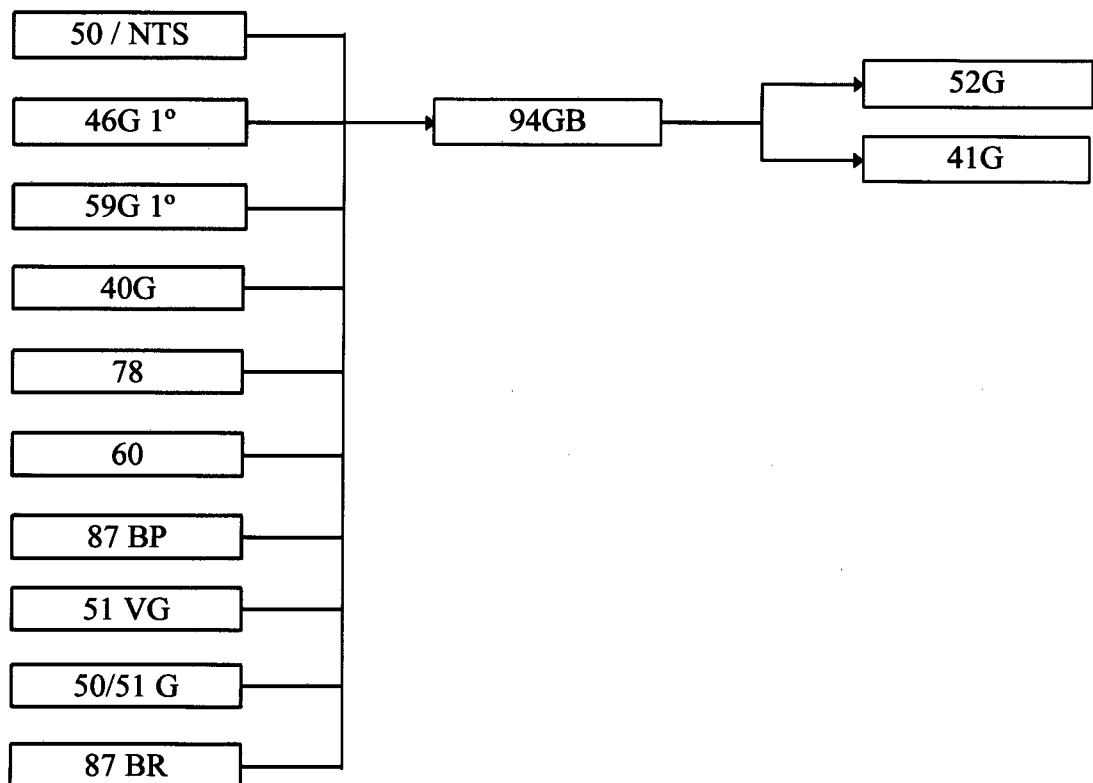 50 / NTS
46G 1º
59G 1º
40G
78
60
87 BP
51 VG
50/51 G
87 BR
94GB
52G
41G